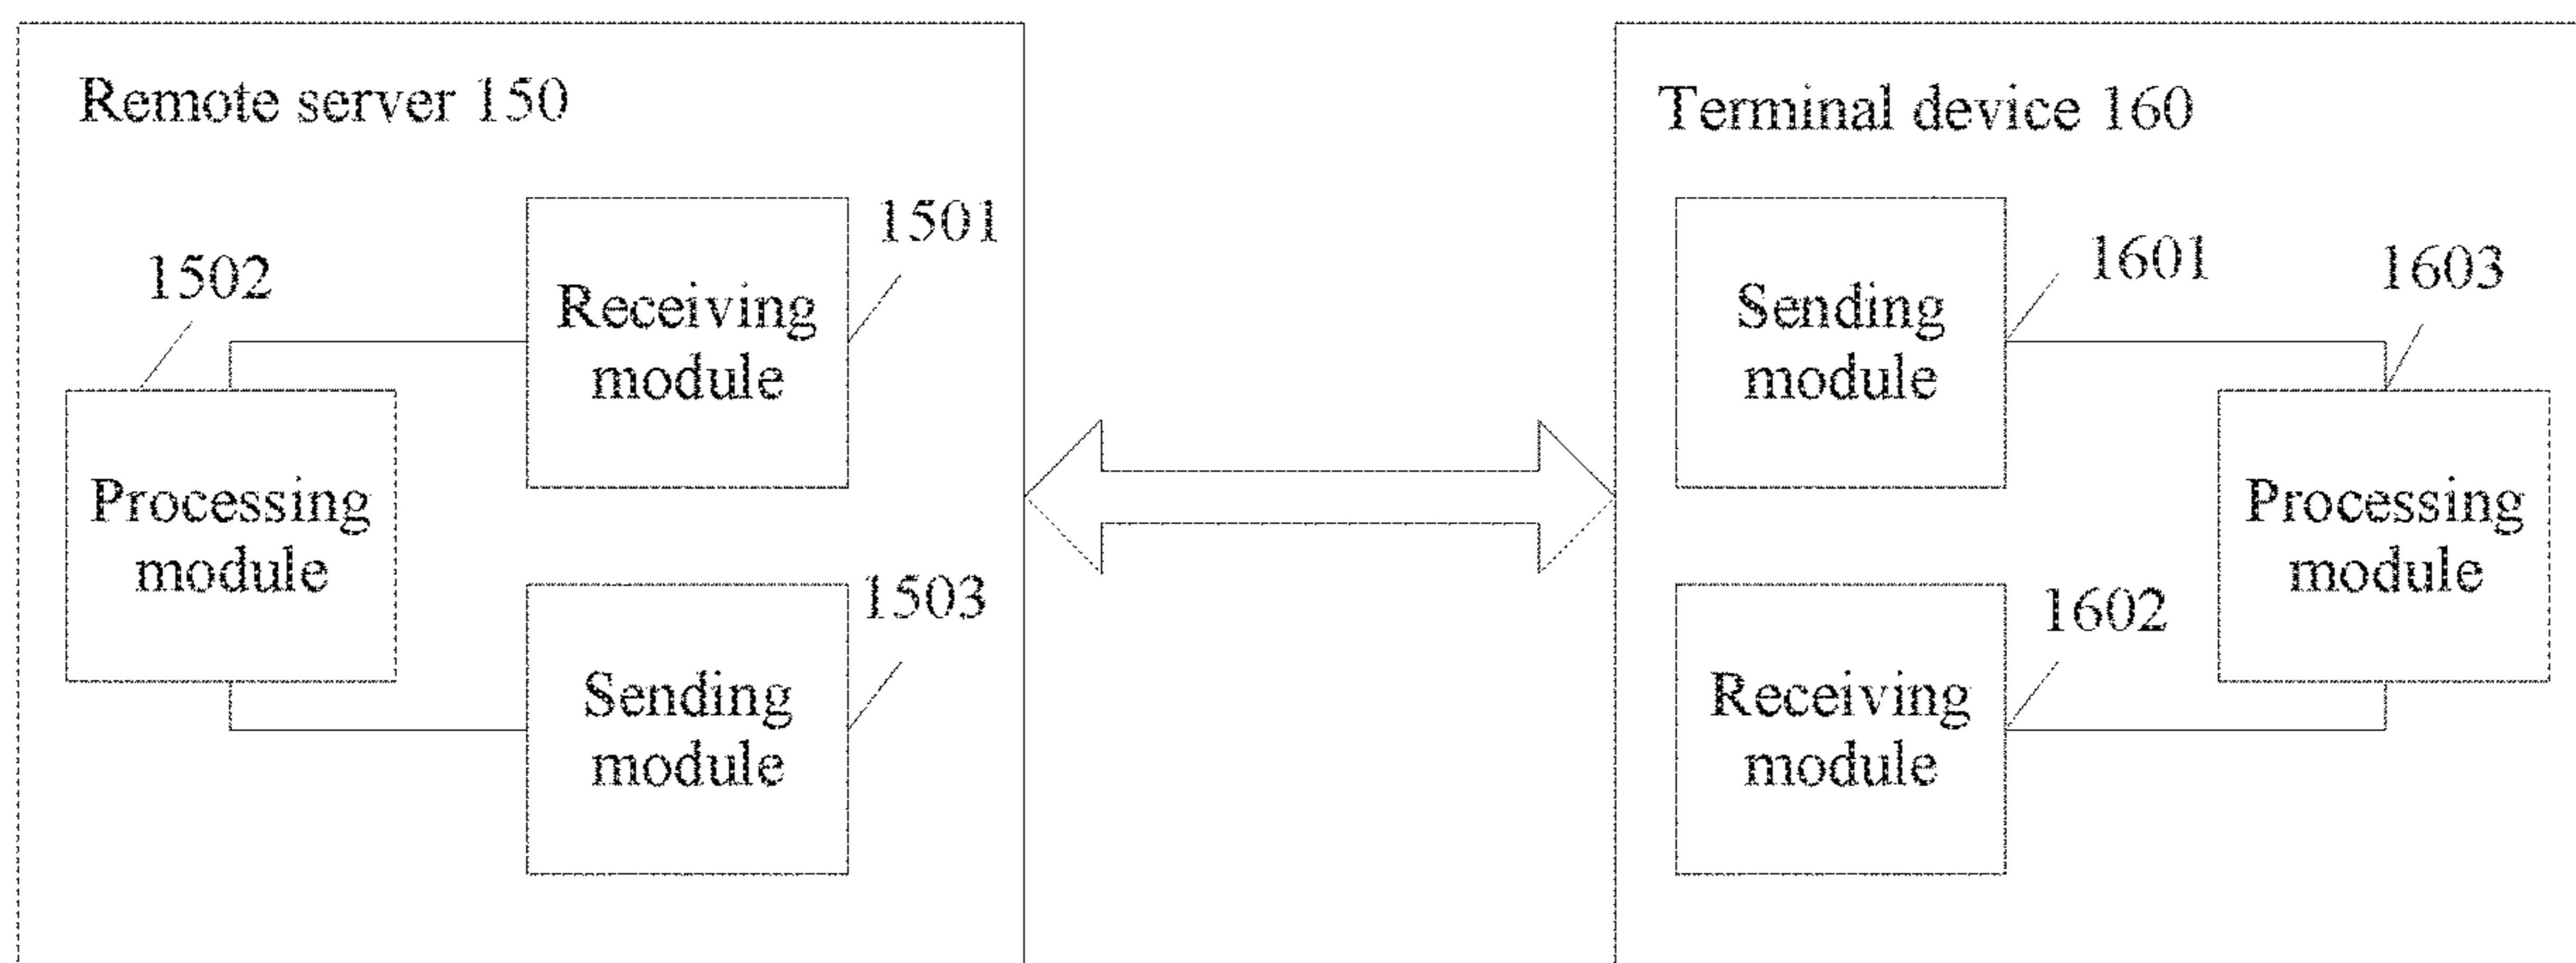 Remote server 150
1501
1502
Receiving
module
Processing
module
1503
Sending
module
Terminal device 160
1601
1603
Sending
module
Processing
module
1602
Receiving
module